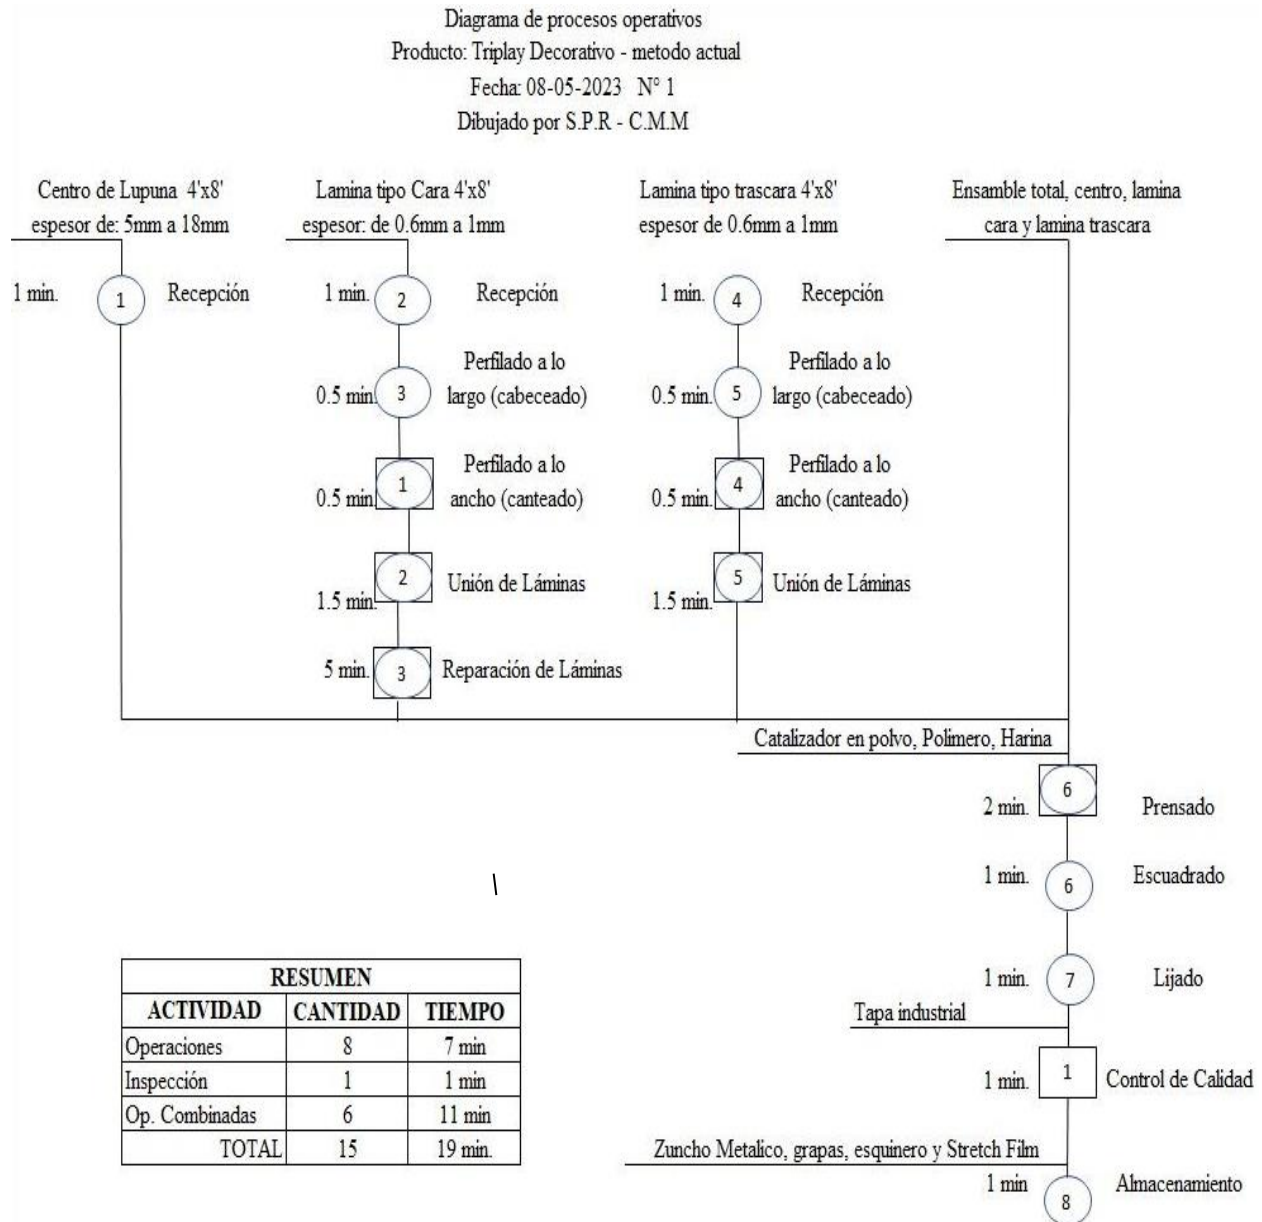 Diagrama de procesos operativos
Producto: Triplay Decorativo - metodo actual
Fecha: 08-05-2023 N° 1
Dibujado por S.P.R - C.M.M
Centro de Lupuna 4'x8'
espesor de: 5mm a 18mm
1 min.
1
Recepción
Lamina tipo Cara 4'x8'
espesor: de 0.6mm a 1mm
1 min.
2
Recepción
0.5 min.
3
Perfilado a lo
largo (cabeceado)
0.5 min.
1
Perfilado a lo
ancho (canteado)
1.5 min.
2
Unión de Láminas
5 min.
3
Reparación de Láminas
Lamina tipo trascara 4'x8'
espesor de 0.6mm a 1mm
1 min.
4
Recepción
0.5 min.
5
Perfilado a lo
largo (cabeceado)
0.5 min.
4
Perfilado a lo
ancho (canteado)
1.5 min.
5
Unión de Láminas
Ensamble total, centro, lamina
cara y lamina trascara
Catalizador en polvo, Polimero, Harina
2 min.
6
Prensado
1 min.
6
Escuadrado
1 min.
7
Lijado
Tapa industrial
1 min.
1
Control de Calidad
Zuncho Metalico, grapas, esquinero y Stretch Film
1 min
8
Almacenamiento
RESUMEN
ACTIVIDAD CANTIDAD TIEMPO
Operaciones 8 7 min
Inspección 1 1 min
Op. Combinadas 6 11 min
TOTAL 15 19 min.